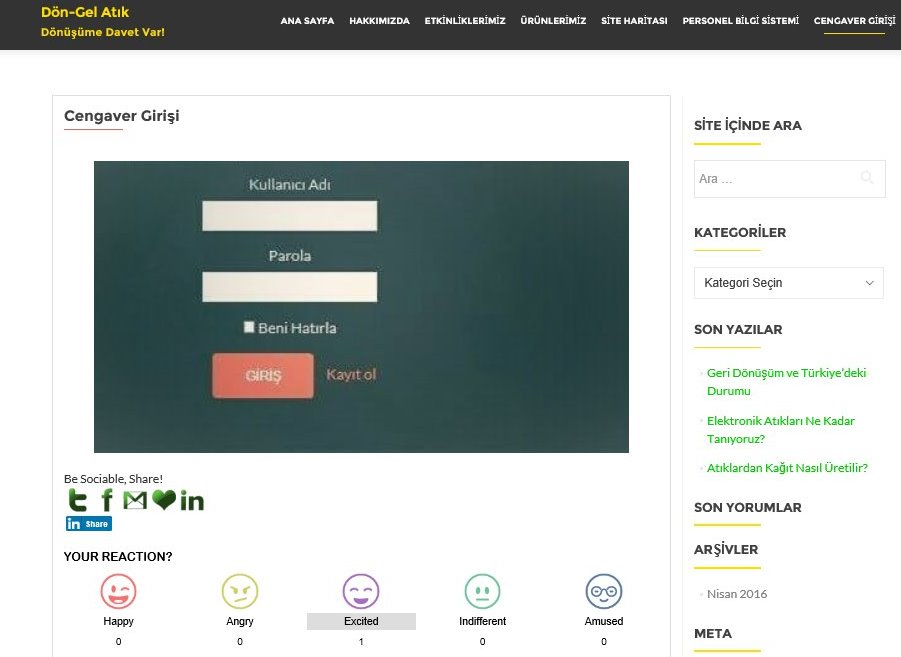 Dön-Gel Atık
Dönüşüme Davet Var!
ANA SAYFA HAKKIMIZDA ETKİNLİKLERİMİZ ÜRÜNLERİMİZ SİTE HARİTASI PERSONEL BİLGİ SİSTEMİ CENGAVER GİRİŞİ
Cengaver Girişi
Kullanıcı Adı
Parola
Beni Hatırla
GİRİŞ Kayıt ol
Be Sociable, Share!
in Share
YOUR REACTION?
Happy Angry Excited Indifferent Amused
0 0 1 0 0
SİTE İÇİNDE ARA
Ara ...
KATEGORİLER
Kategori Seçin
SON YAZILAR
Geri Dönüşüm ve Türkiye'deki
Durumu
Elektronik Atıkları Ne Kadar
Tanıyoruz?
Atıklardan Kağıt Nasıl Üretilir?
SON YORUMLAR
ARŞİVLER
Nisan 2016
META